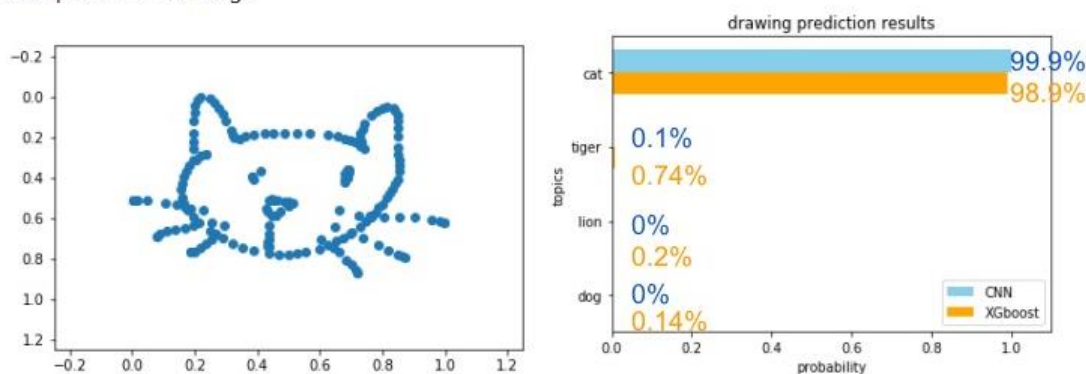 drawing prediction results
−0.2
0.0
0.2
0.4
0.6
0.8
1.0
1.2
−0.2 0.0 0.2 0.4 0.6 0.8 1.0 1.2
topics
cat
99.9%
98.9%
tiger
0.1%
0.74%
lion
0%
0.2%
dog
0%
0.14%
CNN
XGboost
0.0 0.2 0.4 0.6 0.8 1.0
probability